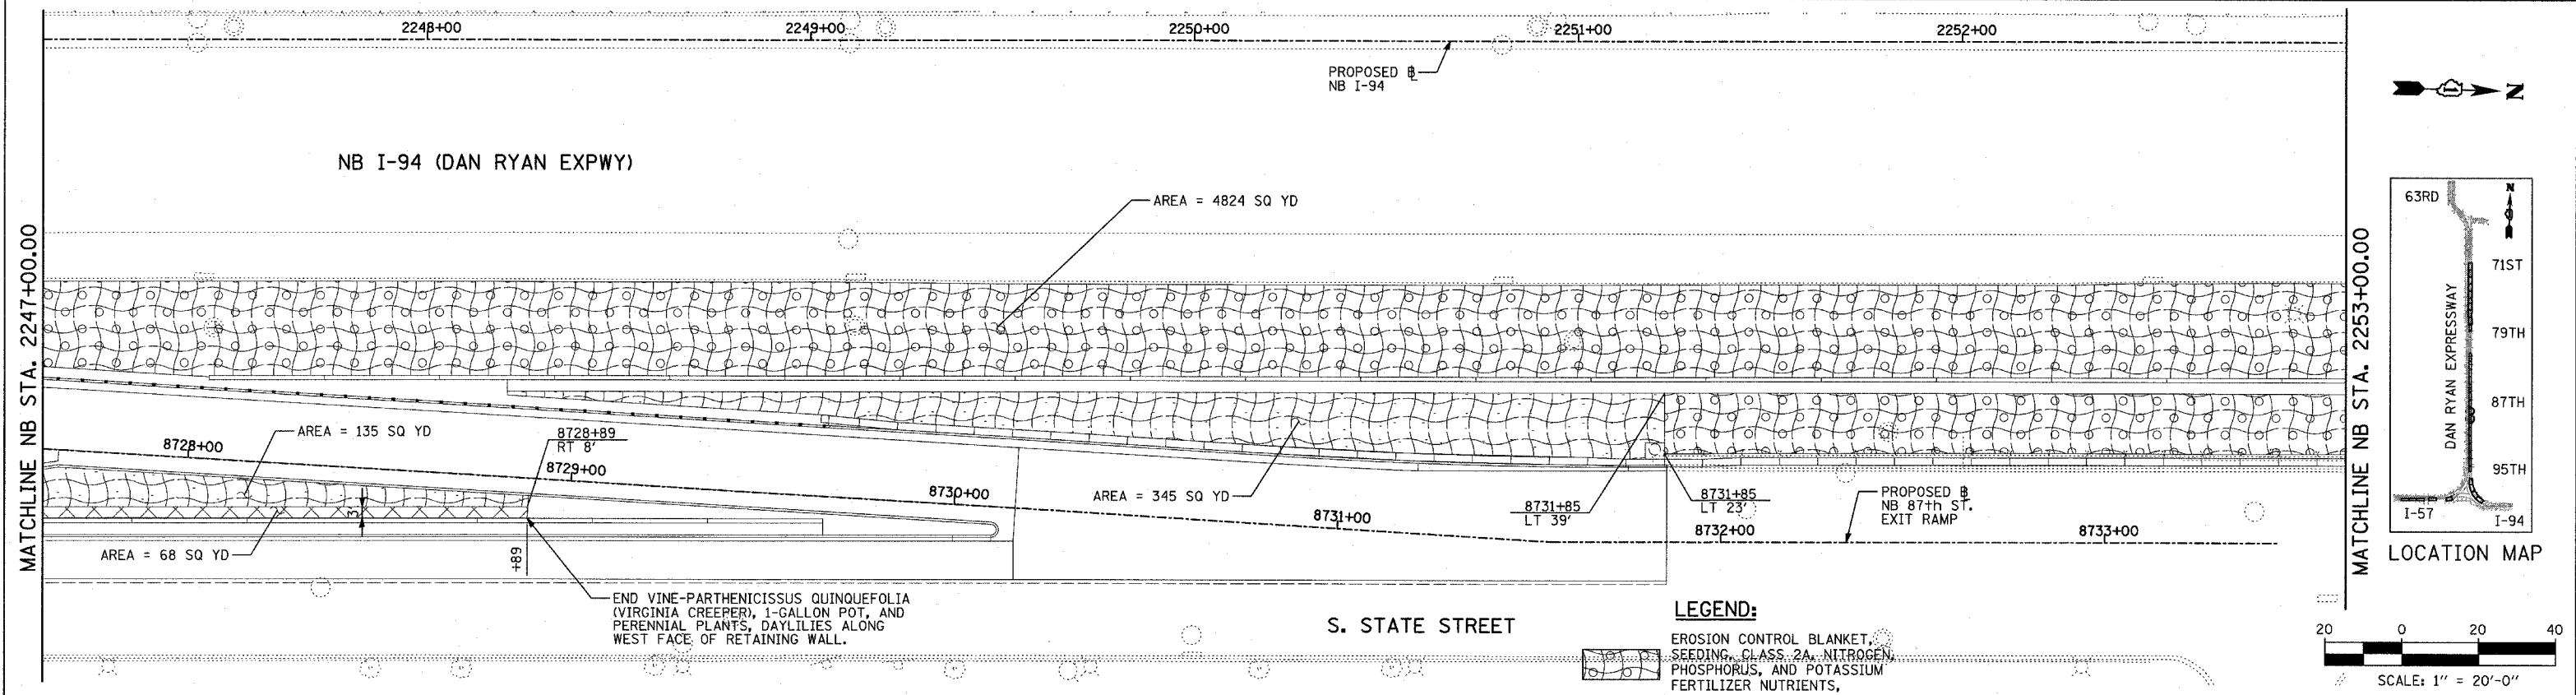 2248+00
2249+00
2250+00
2251+00
2252+00
PROPOSED ℄
NB I-94
NB I-94 (DAN RYAN EXPWY)
AREA = 4824 SQ YD
MATCHLINE NB STA. 2247+00.00
MATCHLINE NB STA. 2253+00.00
AREA = 135 SQ YD
8728+00
8728+89
RT 8'
8729+00
8730+00
3'
AREA = 68 SQ YD
+89
AREA = 345 SQ YD
8731+00
8731+85
LT 39'
8731+85
LT 23'
8732+00
PROPOSED ℄
NB 87th ST.
EXIT RAMP
8733+00
END VINE-PARTHENICISSUS QUINQUEFOLIA
(VIRGINIA CREEPER), 1-GALLON POT, AND
PERENNIAL PLANTS, DAYLILIES ALONG
WEST FACE OF RETAINING WALL.
S. STATE STREET
LEGEND:
EROSION CONTROL BLANKET,
SEEDING, CLASS 2A, NITROGEN,
PHOSPHORUS, AND POTASSIUM
FERTILIZER NUTRIENTS,
N
63RD
N
71ST
79TH
DAN RYAN EXPRESSWAY
87TH
95TH
I-57
I-94
LOCATION MAP
20 0 20 40
SCALE: 1" = 20'-0"